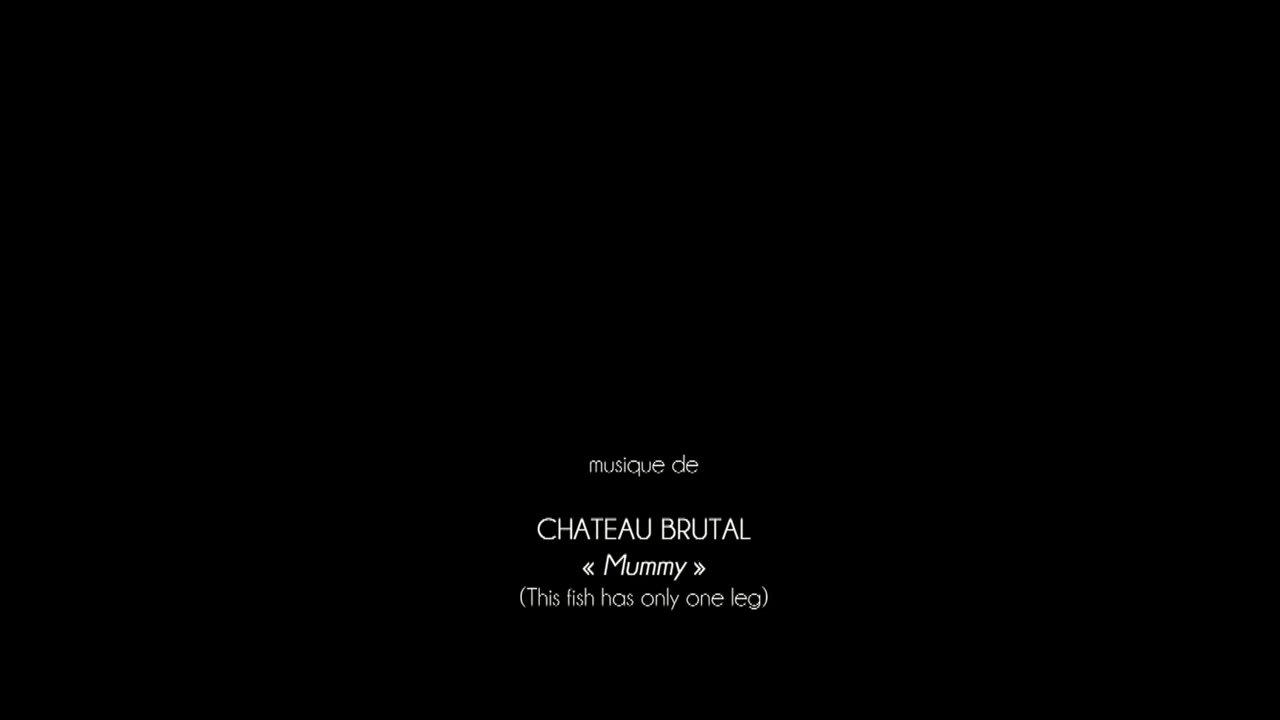 musique de
CHATEAU BRUTAL
« Mummy »
(This fish has only one leg)